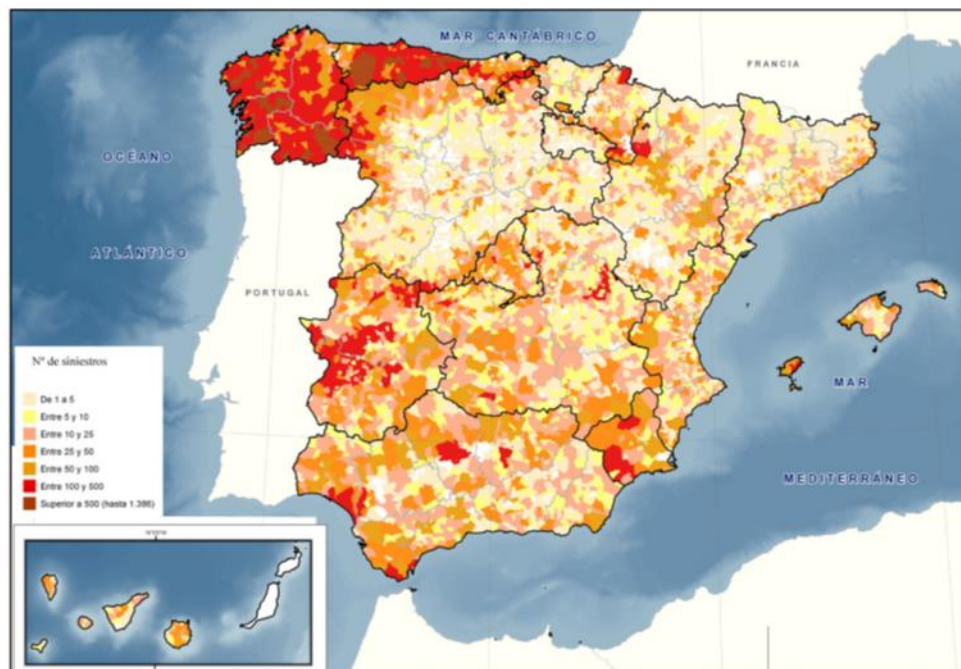 MAR CANTÁBRICO
FRANCIA
OCÉANO
ATLÁNTICO
PORTUGAL
MAR
MEDITERRÁNEO
Nº de siniestros
De 1 a 5
Entre 5 y 10
Entre 10 y 25
Entre 25 y 50
Entre 50 y 100
Entre 100 y 500
Superior a 500 (hasta 1.386)